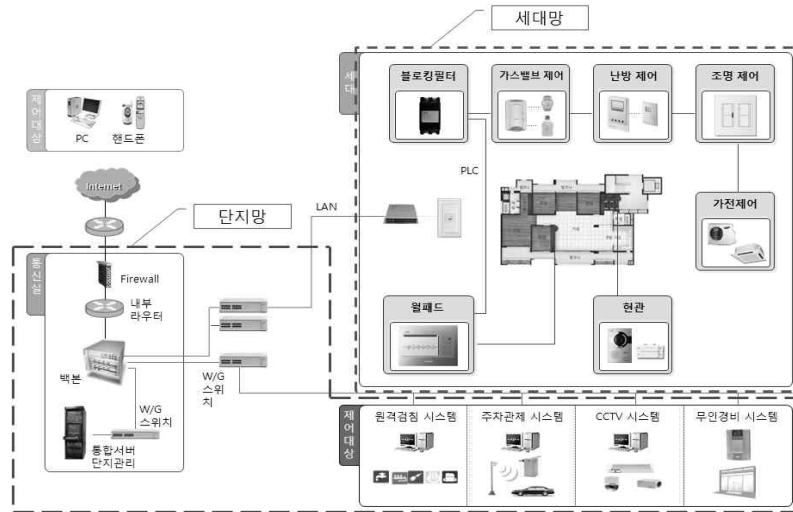 세대망
세대
블로킹필터
가스밸브 제어
난방 제어
조명 제어
제어대상
PC
핸드폰
PLC
Internet
단지망
LAN
가전제어
통신실
Firewall
내부
라우터
월패드
현관
백본
W/G
스위
치
W/G
스위치
통합서버
단지관리
제어대상
원격검침 시스템
주차관제 시스템
CCTV 시스템
무인경비 시스템